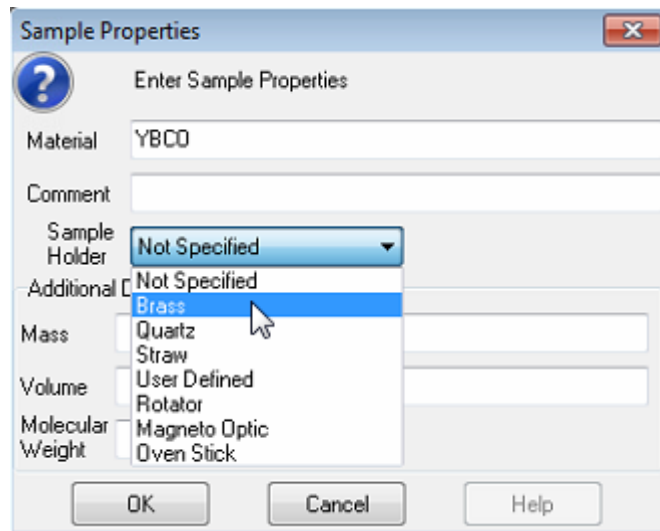 Sample Properties
Enter Sample Properties
Material YBCO
Comment
Sample
Holder
Not Specified
Not Specified
Additional D
Brass
Mass
Quartz
Straw
Volume
User Defined
Rotator
Molecular
Weight
Magneto Optic
Oven Stick
OK Cancel Help